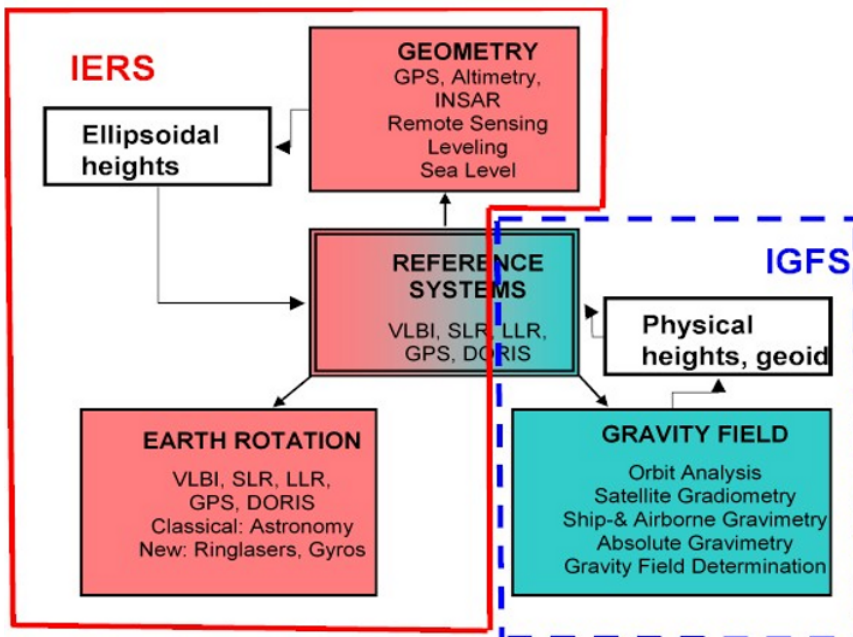 IERS
GEOMETRY
GPS, Altimetry,
INSAR
Remote Sensing
Leveling
Sea Level
Ellipsoidal
heights
REFERENCE
SYSTEMS
VLBI, SLR, LLR,
GPS, DORIS
IGFS
Physical
heights, geoid
EARTH ROTATION
VLBI, SLR, LLR,
GPS, DORIS
Classical: Astronomy
New: Ringlasers, Gyros
GRAVITY FIELD
Orbit Analysis
Satellite Gradiometry
Ship-& Airborne Gravimetry
Absolute Gravimetry
Gravity Field Determination